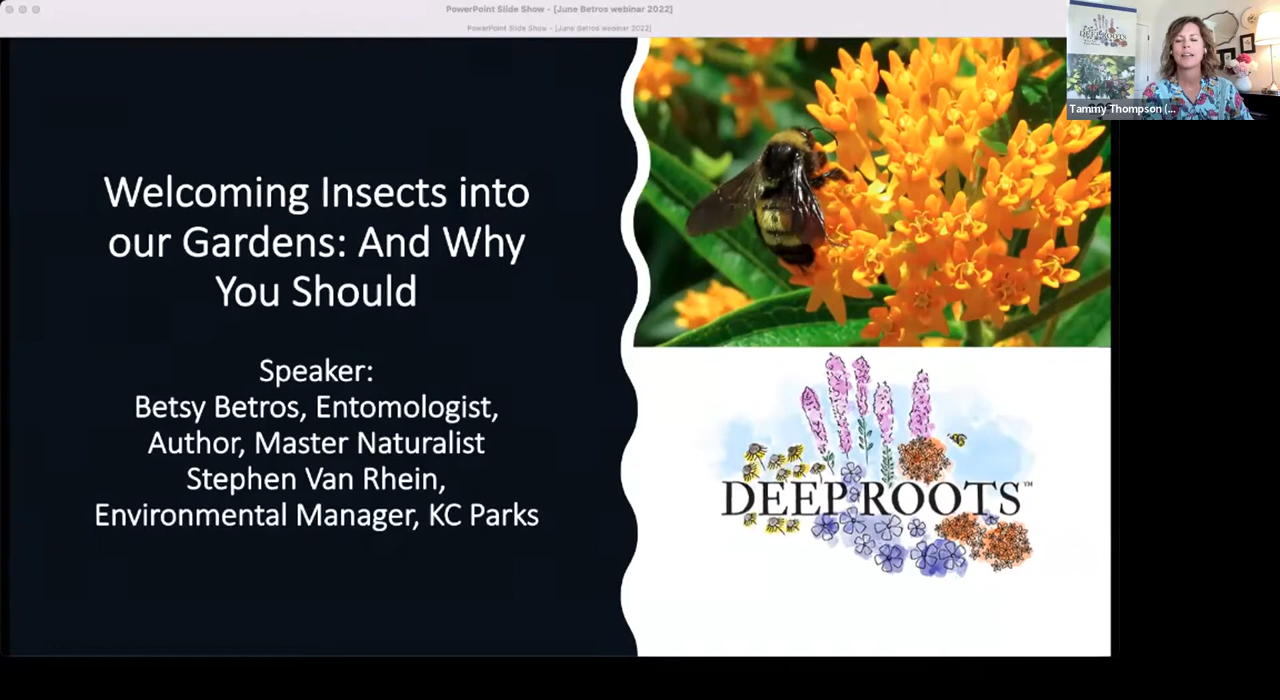 PowerPoint Slide Show - [June Betros webinar 2022]
PowerPoint Slide Show - [June Betros webinar 2022]
DEEP ROOTS
Tammy Thompson (...
Welcoming Insects into
our Gardens: And Why
You Should
Speaker:
Betsy Betros, Entomologist,
Author, Master Naturalist
Stephen Van Rhein,
Environmental Manager, KC Parks
DEEP ROOTS™